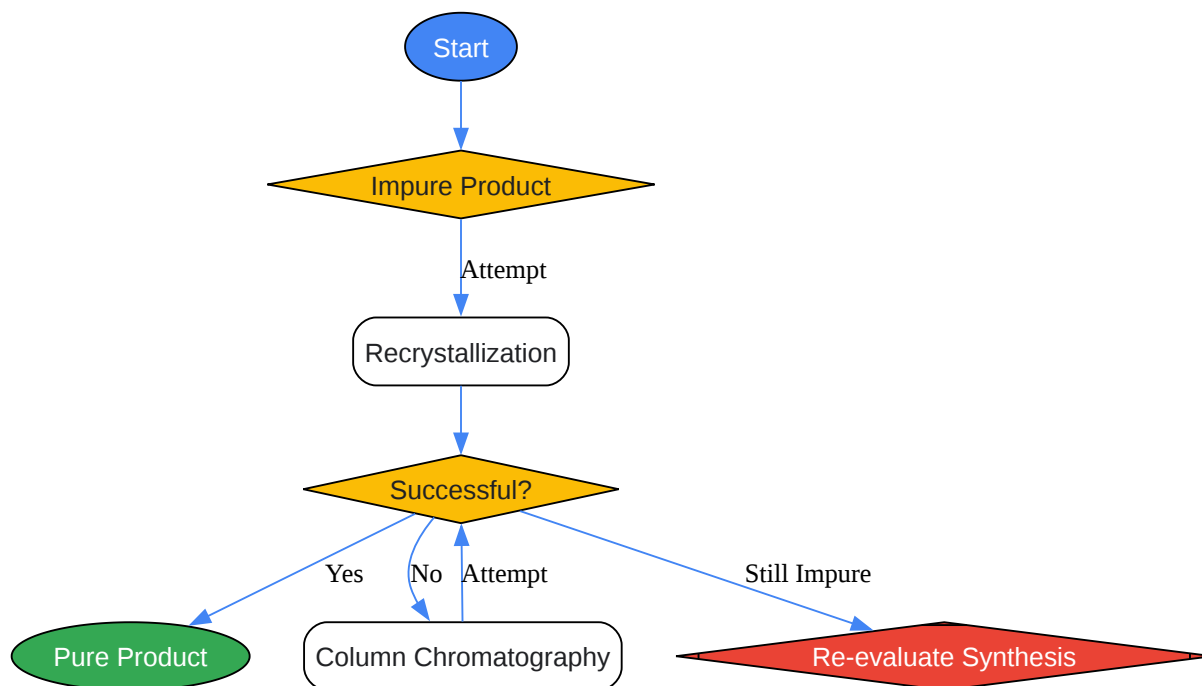 Start
Impure Product
Attempt
Recrystallization
Successful?
Yes
No
Attempt
Still Impure
Pure Product
Column Chromatography
Re-evaluate Synthesis